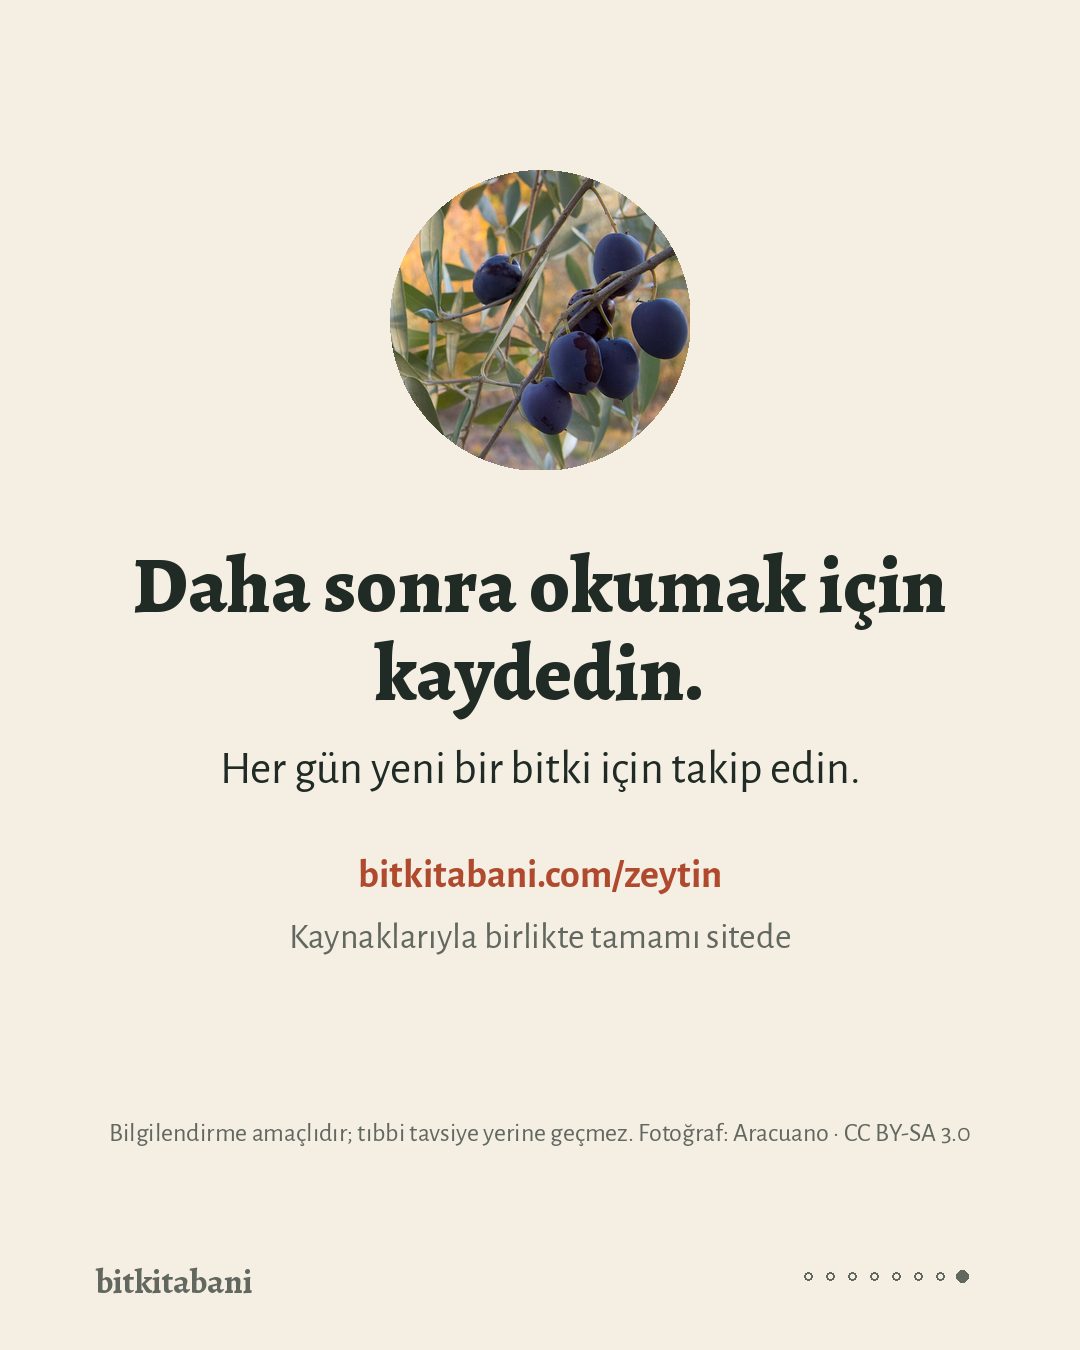 Daha sonra okumak için
kaydedin.
Her gün yeni bir bitki için takip edin.
bitkitabani.com/zeytin
Kaynaklarıyla birlikte tamamı sitede
Bilgilendirme amaçlıdır; tıbbi tavsiye yerine geçmez. Fotoğraf: Aracuano · CC BY-SA 3.0
bitkitabani